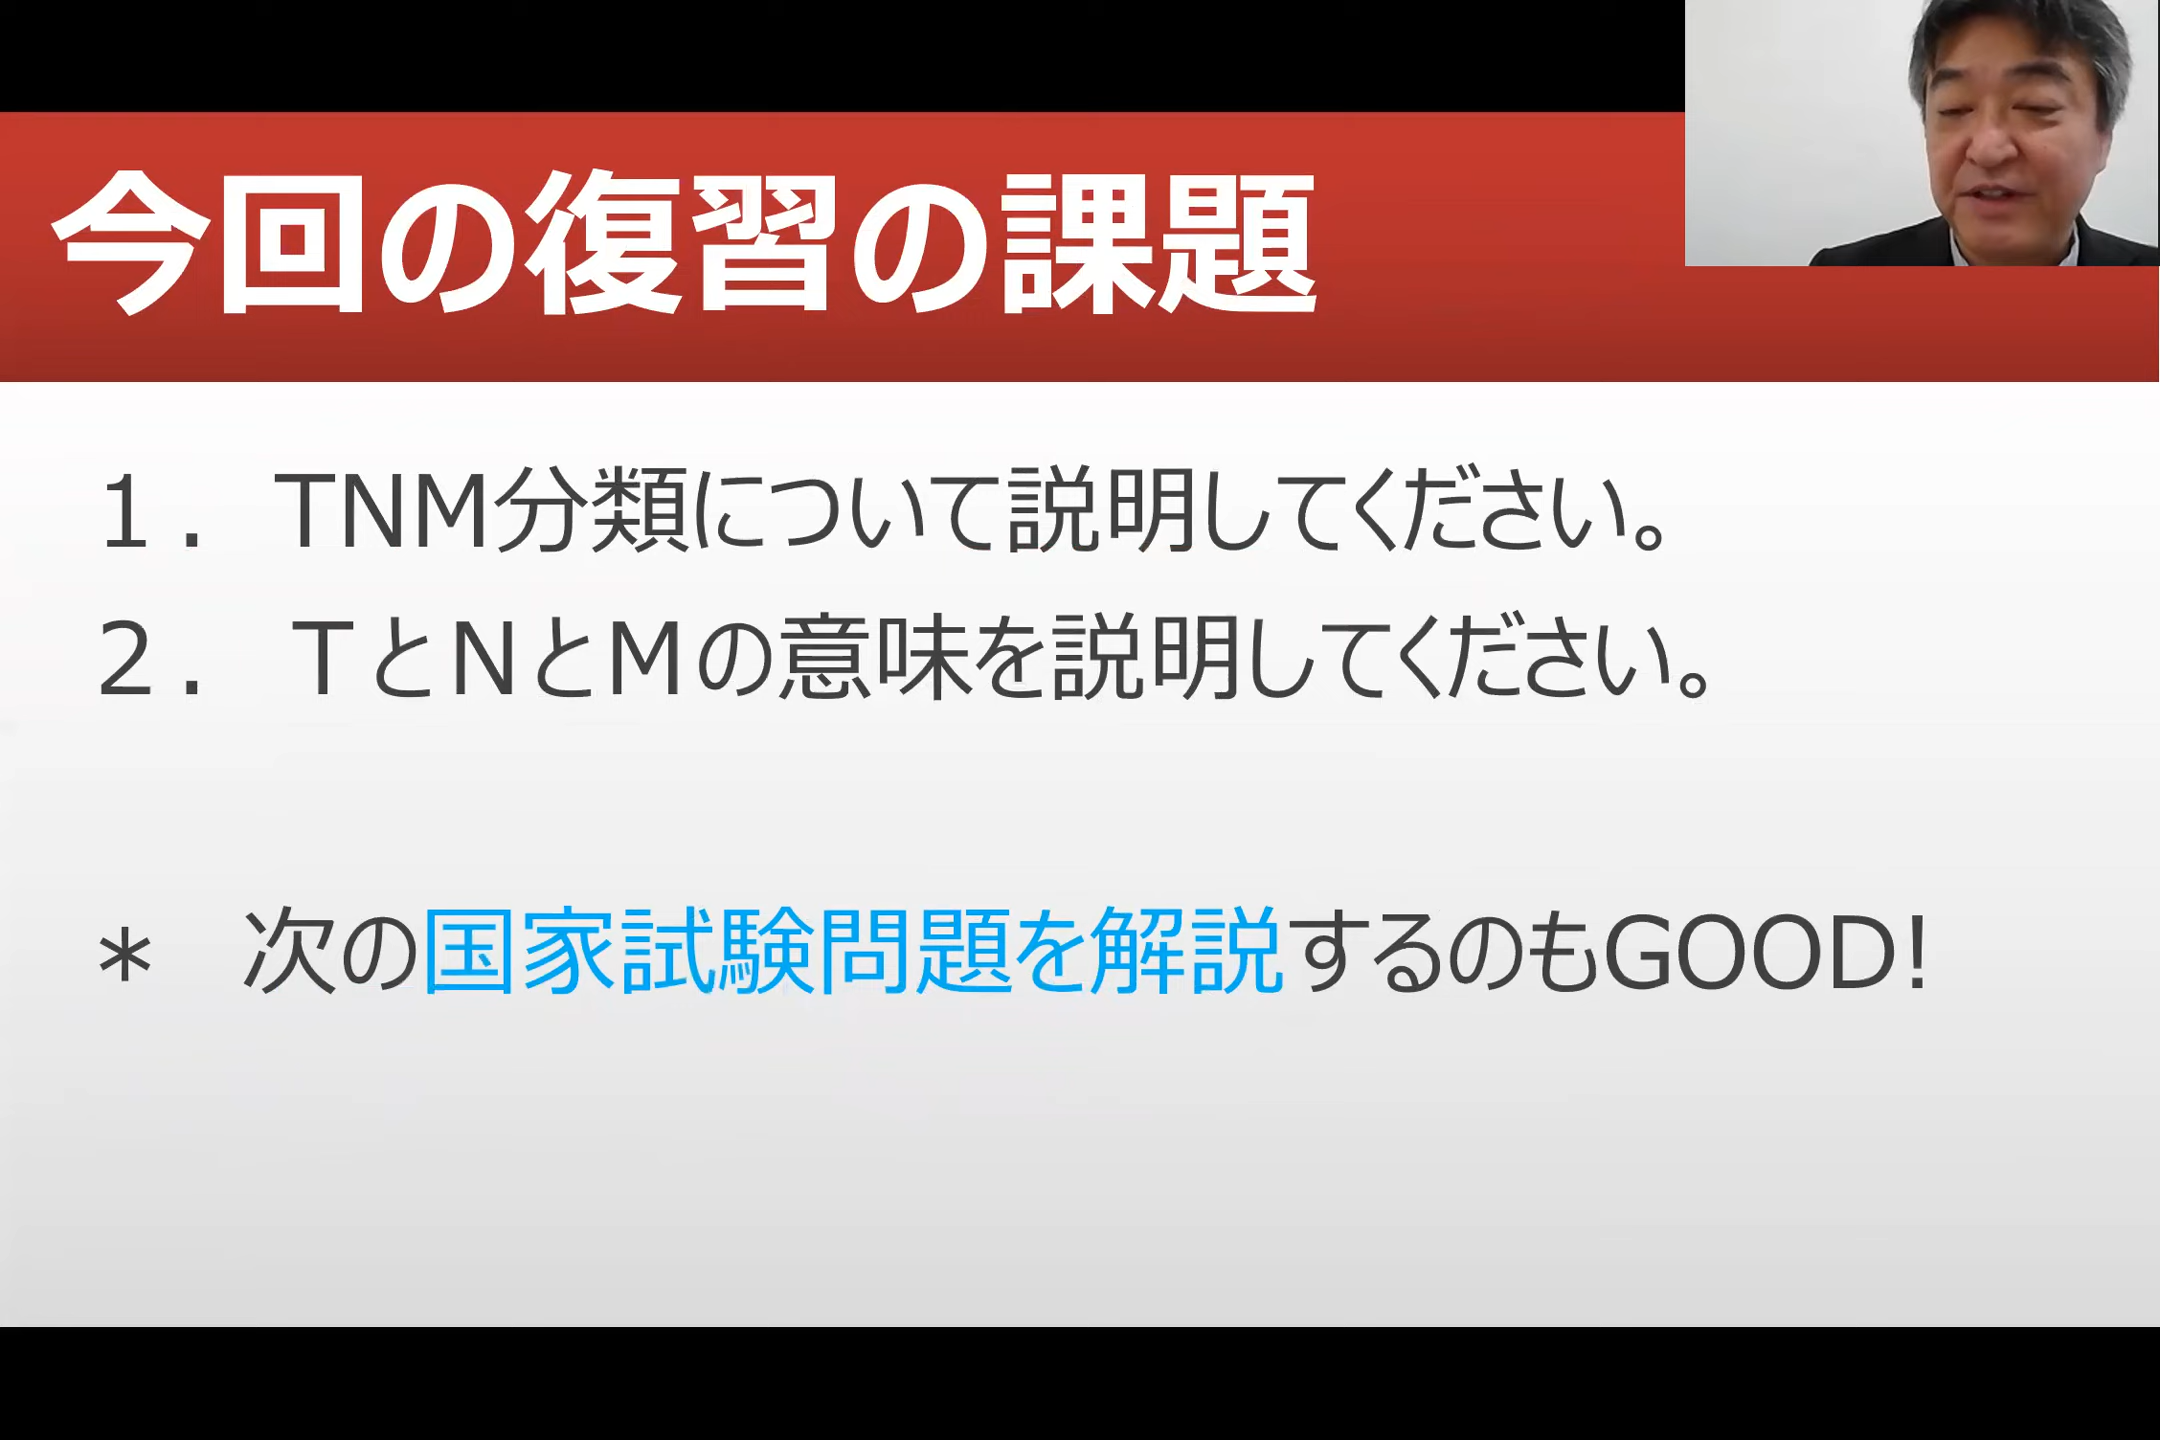 今回の復習の課題
１．TNM分類について説明してください。
２．ＴとＮとＭの意味を説明してください。
＊　次の国家試験問題を解説するのもGOOD!